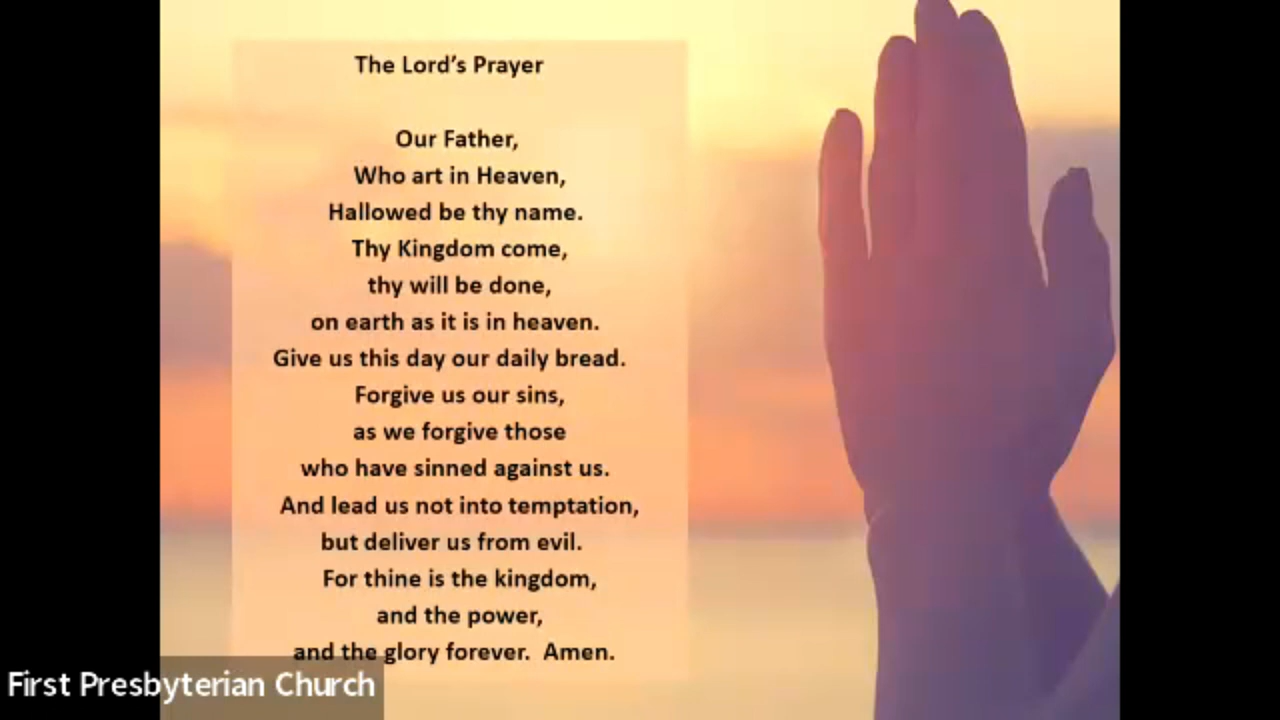 The Lord’s Prayer
Our Father,
Who art in Heaven,
Hallowed be thy name.
Thy Kingdom come,
thy will be done,
on earth as it is in heaven.
Give us this day our daily bread.
Forgive us our sins,
as we forgive those
who have sinned against us.
And lead us not into temptation,
but deliver us from evil.
For thine is the kingdom,
and the power,
and the glory forever.  Amen.
First Presbyterian Church